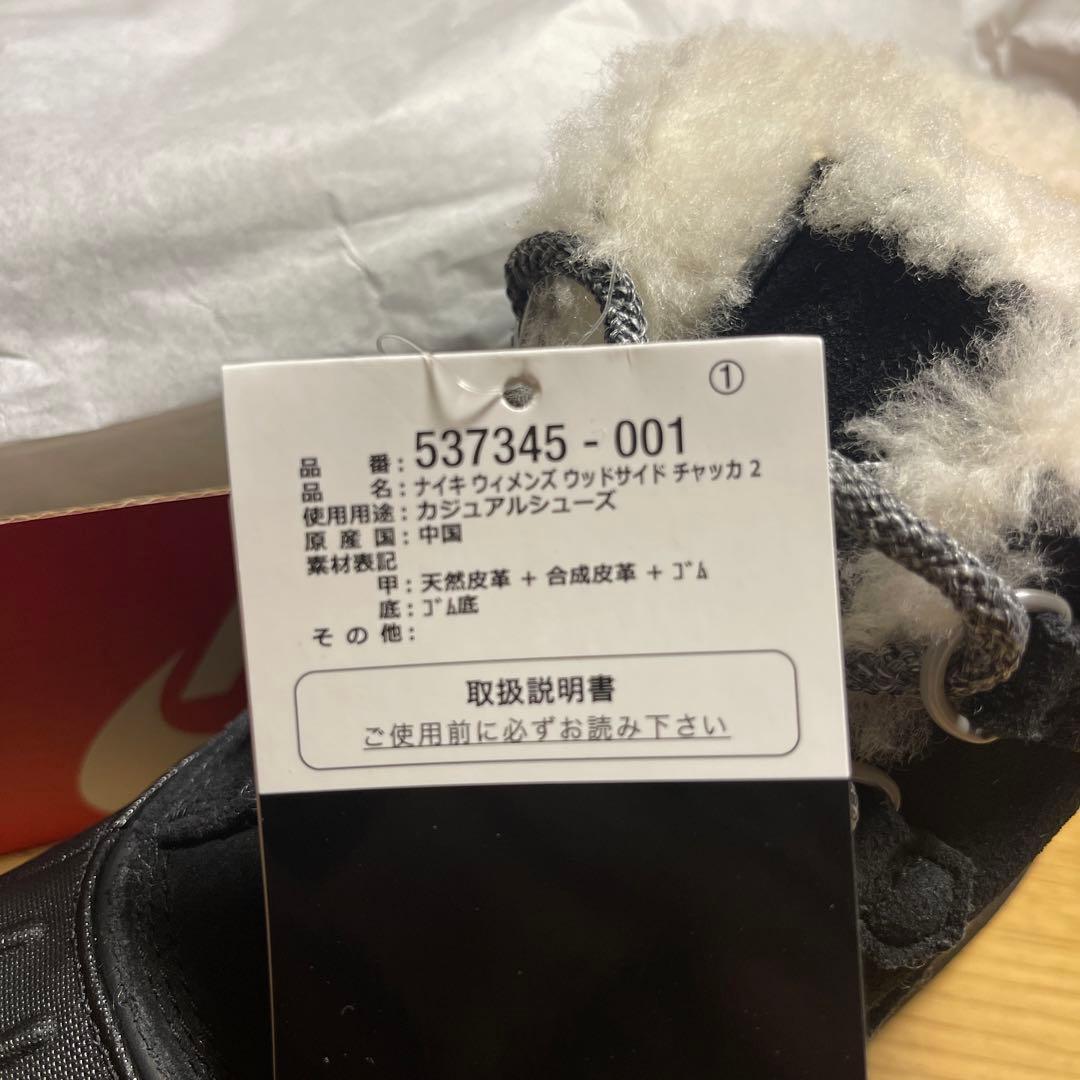 ①
品 番：537345 - 001
品 名：ナイキ ウィメンズ ウッドサイド チャッカ 2
使用用途：カジュアルシューズ
原 産 国：中国
素材表記
甲：天然皮革 + 合成皮革 + ｺﾞﾑ
底：ｺﾞﾑ底
そ の 他：
取扱説明書
ご使用前に必ずお読み下さい